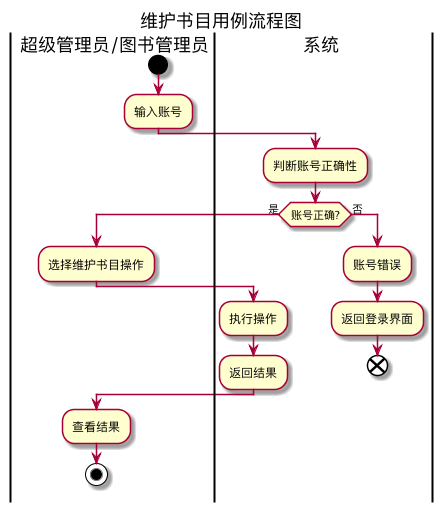 维护书目用例流程图
超级管理员/图书管理员
系统
输入账号
判断账号正确性
是
账号正确?
否
选择维护书目操作
账号错误
执行操作
返回登录界面
返回结果
查看结果